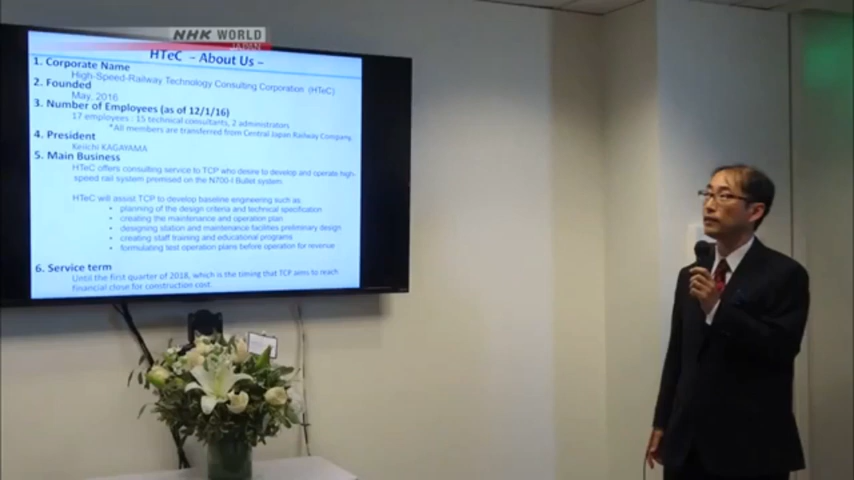 NHK WORLD
JAPAN
HTeC – About Us –
1. Corporate Name
High-Speed-Railway Technology Consulting Corporation (HTeC)
2. Founded
May, 2016
3. Number of Employees (as of 12/1/16)
17 employees : 15 technical consultants, 2 administrators
*All members are transferred from Central Japan Railway Company
4. President
Keiichi KAGAYAMA
5. Main Business
HTeC offers consulting service to TCP who desire to develop and operate high-
speed rail system premised on the N700-I Bullet system.
HTeC will assist TCP to develop baseline engineering such as
• planning of the design criteria and technical specification
• creating the maintenance and operation plan
• designing station and maintenance facilities preliminary design
• creating staff training and educational programs
• formulating test operation plans before operation for revenue
6. Service term
Until the first quarter of 2018, which is the timing that TCP aims to reach
financial close for construction cost.